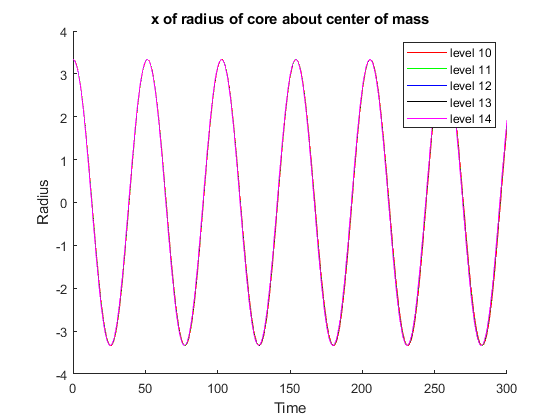 x of radius of core about center of mass
4
3
2
1
0
-1
-2
-3
-4
Radius
level 10
level 11
level 12
level 13
level 14
0 50 100 150 200 250 300
Time